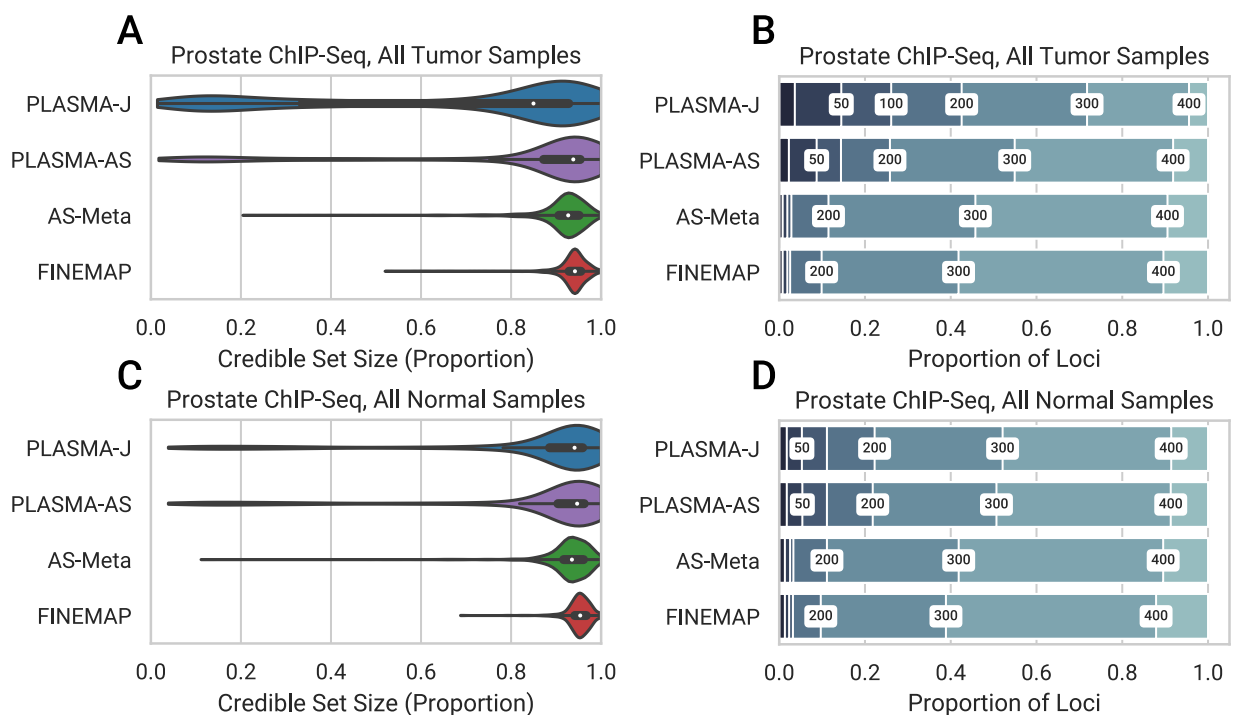 A
Prostate ChIP-Seq, All Tumor Samples
PLASMA-J
PLASMA-AS
AS-Meta
FINEMAP
0.0 0.2 0.4 0.6 0.8 1.0
Credible Set Size (Proportion)
B
Prostate ChIP-Seq, All Tumor Samples
PLASMA-J 50 100 200 300 400
PLASMA-AS 50 200 300 400
AS-Meta 200 300 400
FINEMAP 200 300 400
0.0 0.2 0.4 0.6 0.8 1.0
Proportion of Loci
C
Prostate ChIP-Seq, All Normal Samples
PLASMA-J
PLASMA-AS
AS-Meta
FINEMAP
0.0 0.2 0.4 0.6 0.8 1.0
Credible Set Size (Proportion)
D
Prostate ChIP-Seq, All Normal Samples
PLASMA-J 50 200 300 400
PLASMA-AS 50 200 300 400
AS-Meta 200 300 400
FINEMAP 200 300 400
0.0 0.2 0.4 0.6 0.8 1.0
Proportion of Loci